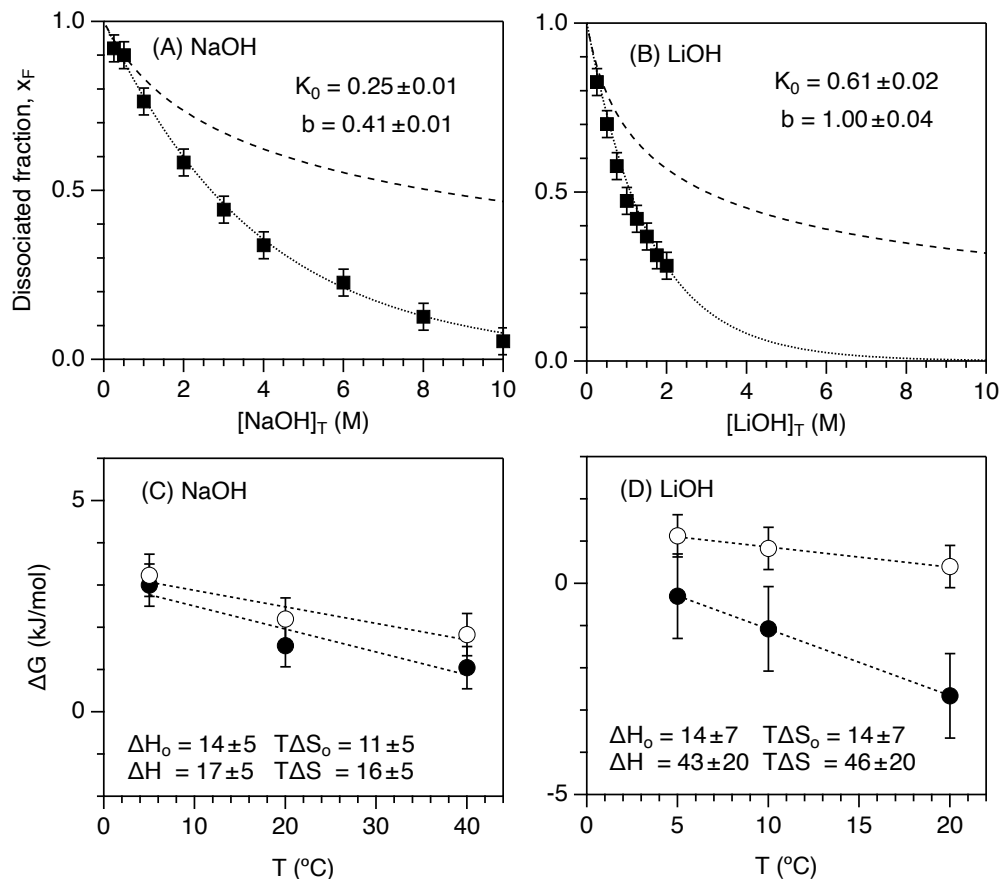 (A) NaOH
K₀ = 0.25±0.01
b = 0.41±0.01
Dissociated fraction, x_F
1.0
0.5
0.0
0 2 4 6 8 10
[NaOH]_T (M)
(B) LiOH
K₀ = 0.61±0.02
b = 1.00±0.04
1.0
0.5
0.0
0 2 4 6 8 10
[LiOH]_T (M)
(C) NaOH
ΔG (kJ/mol)
5
0
ΔH₀ = 14±5 TΔS₀ = 11±5
ΔH = 17±5 TΔS = 16±5
0 10 20 30 40
T (ºC)
(D) LiOH
0
-5
ΔH₀ = 14±7 TΔS₀ = 14±7
ΔH = 43±20 TΔS = 46±20
0 5 10 15 20
T (ºC)